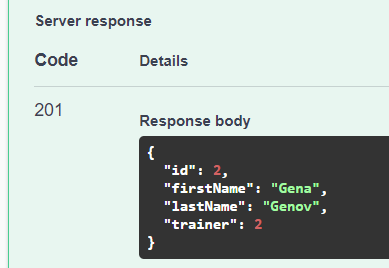 Server response
Code Details
201
Response body
{
"id": 2,
"firstName": "Gena",
"lastName": "Genov",
"trainer": 2
}